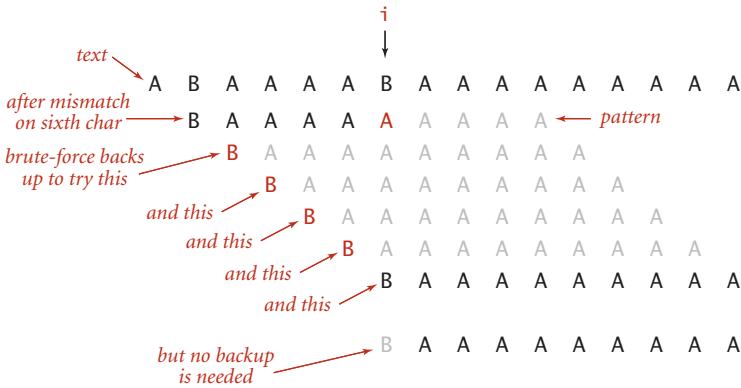 i
text
A B A A A A B A A A A A A A A A
after mismatch
on sixth char
B A A A A A A A A A
pattern
brute-force backs
up to try this
B A A A A A A A A A
and this
B A A A A A A A A A
and this
B A A A A A A A A A
and this
B A A A A A A A A A
and this
B A A A A A A A A A
but no backup
is needed
B A A A A A A A A A